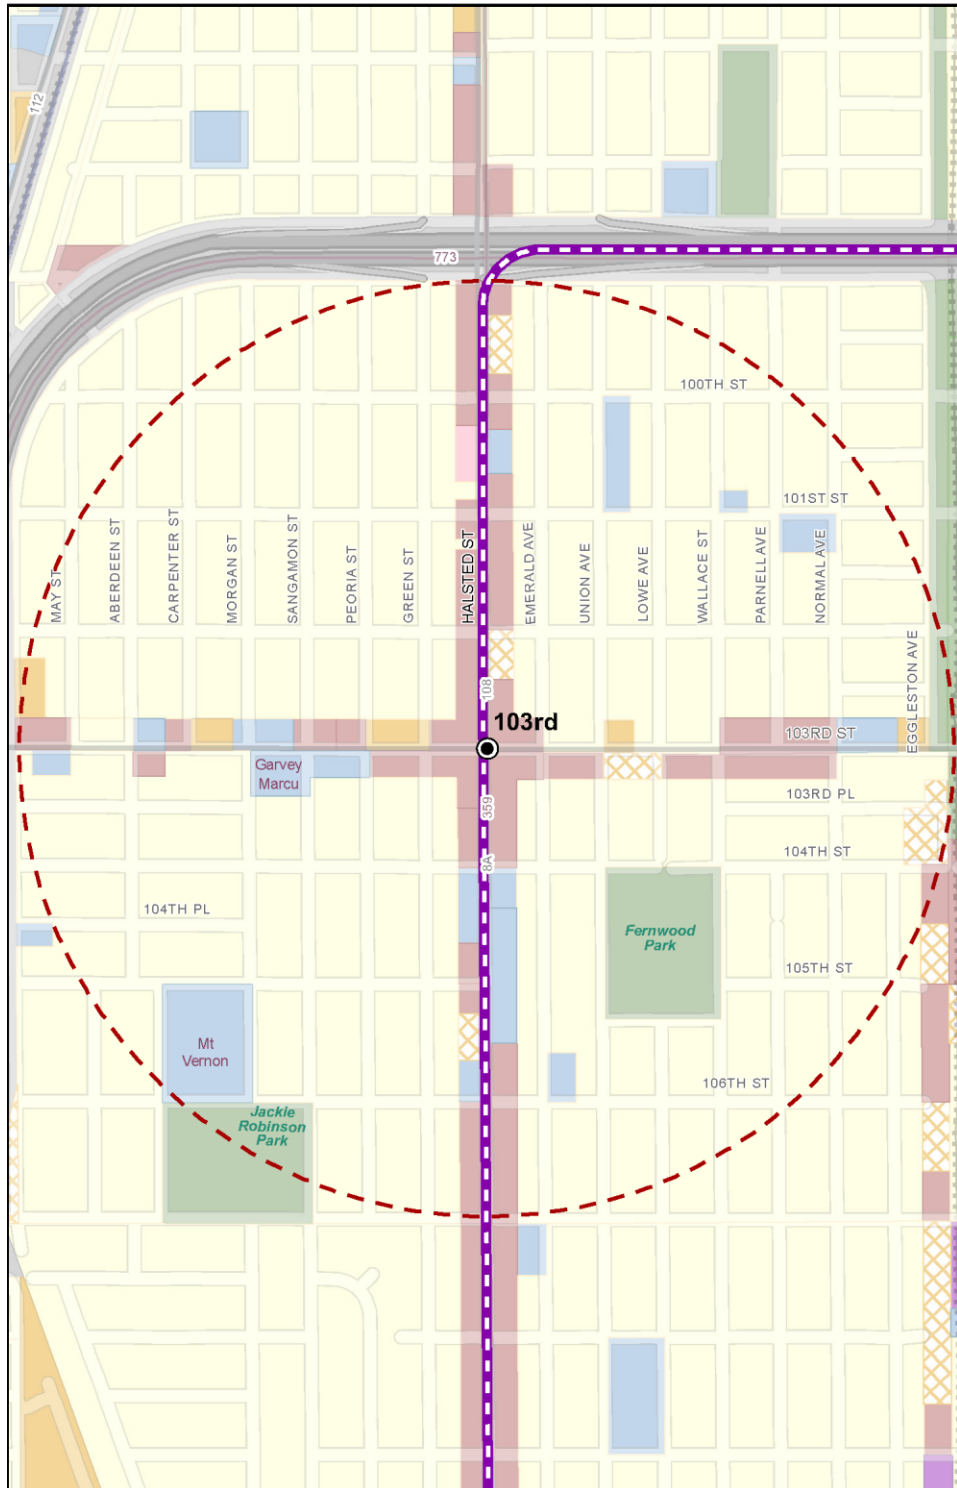 112
773
100TH ST
101ST ST
MAY ST
ABERDEEN ST
CARPENTER ST
MORGAN ST
SANGAMON ST
PEORIA ST
GREEN ST
HALSTED ST
EMERALD AVE
UNION AVE
LOWE AVE
WALLACE ST
PARNELL AVE
NORMAL AVE
EGGLESTON AVE
108
103rd
103RD ST
Garvey
Marcu
103RD PL
359
104TH ST
8A
104TH PL
Fernwood
Park
105TH ST
Mt
Vernon
106TH ST
Jackie
Robinson
Park